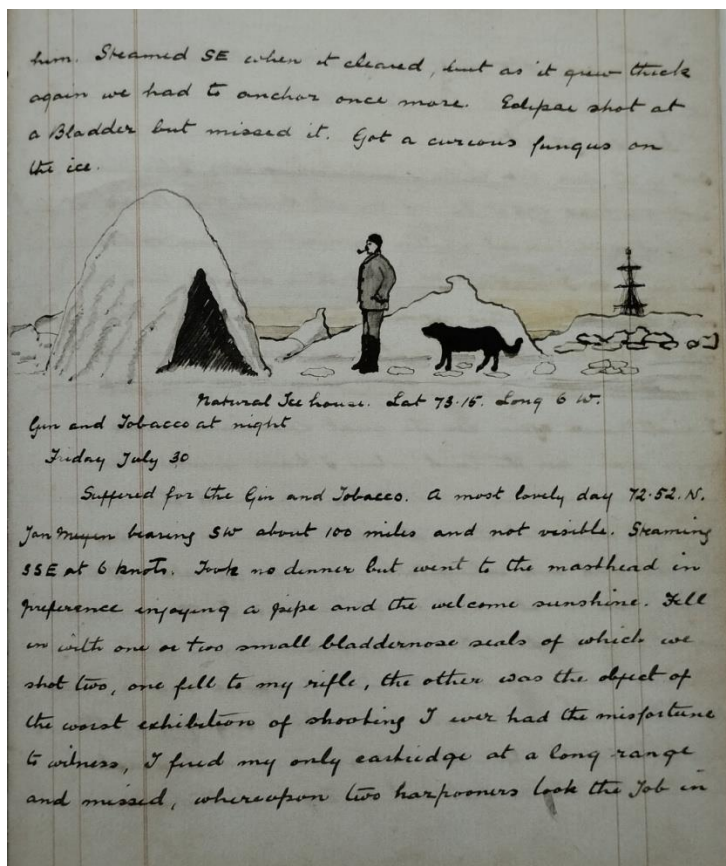 him. Steamed SE when it cleared, but as it grew thick
again we had to anchor once more. Eclipse shot at
a Bladder but missed it. Got a curious fungus on
the ice.
Natural Ice house. Lat 73·15. Long 6 W.
Gin and Tobacco at night
Friday July 30
Suffered for the Gin and Tobacco. A most lovely day 72·52. N.
Jan Meyen bearing SW about 100 miles and not visible. Steaming
SSE at 6 knots. Took no dinner but went to the masthead in
preference enjoying a pipe and the welcome sunshine. Fell
in with one or two small bladdernose seals of which we
shot two, one fell to my rifle, the other was the object of
the worst exhibition of shooting I ever had the misfortune
to witness, I fired my only cartridge at a long range
and missed, whereupon two harpooners took the Job in